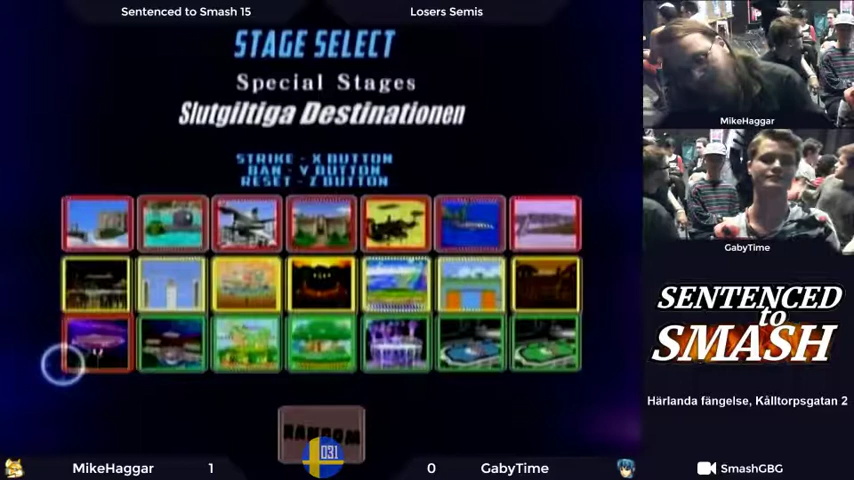 Sentenced to Smash 15
Losers Semis
STAGE SELECT
Special Stages
Slutgiltiga Destinationen
STRIKE - X BUTTON
BAN - Y BUTTON
RESET - Z BUTTON
MikeHaggar
GabyTime
SENTENCED
to
SMASH
Härlanda fängelse, Kålltorpsgatan 2
RANDOM
031
MikeHaggar 1
0 GabyTime
SmashGBG